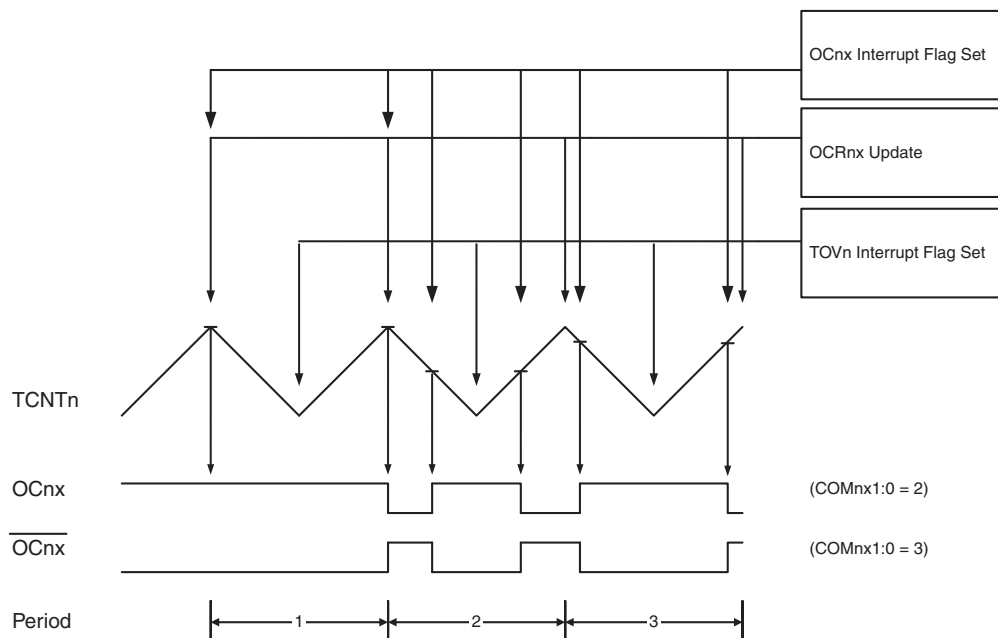 OCnx Interrupt Flag Set
OCRnx Update
TOVn Interrupt Flag Set
TCNTn
OCnx
(COMnx1:0 = 2)
OCnx
(COMnx1:0 = 3)
Period
1
2
3